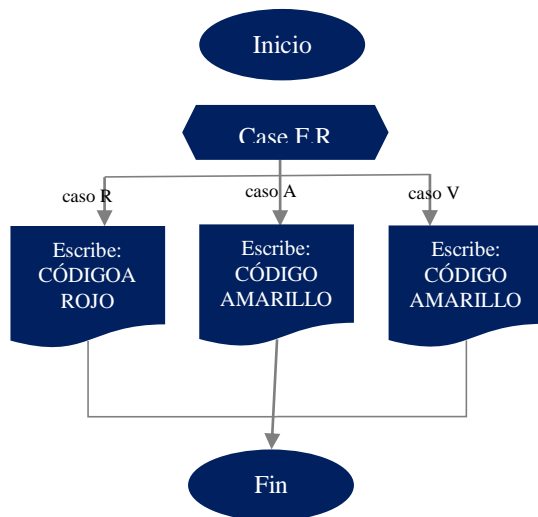 Inicio
Case F.R
caso R
caso A
caso V
Escribe:
CÓDIGOA
ROJO
Escribe:
CÓDIGO
AMARILLO
Escribe:
CÓDIGO
AMARILLO
Fin